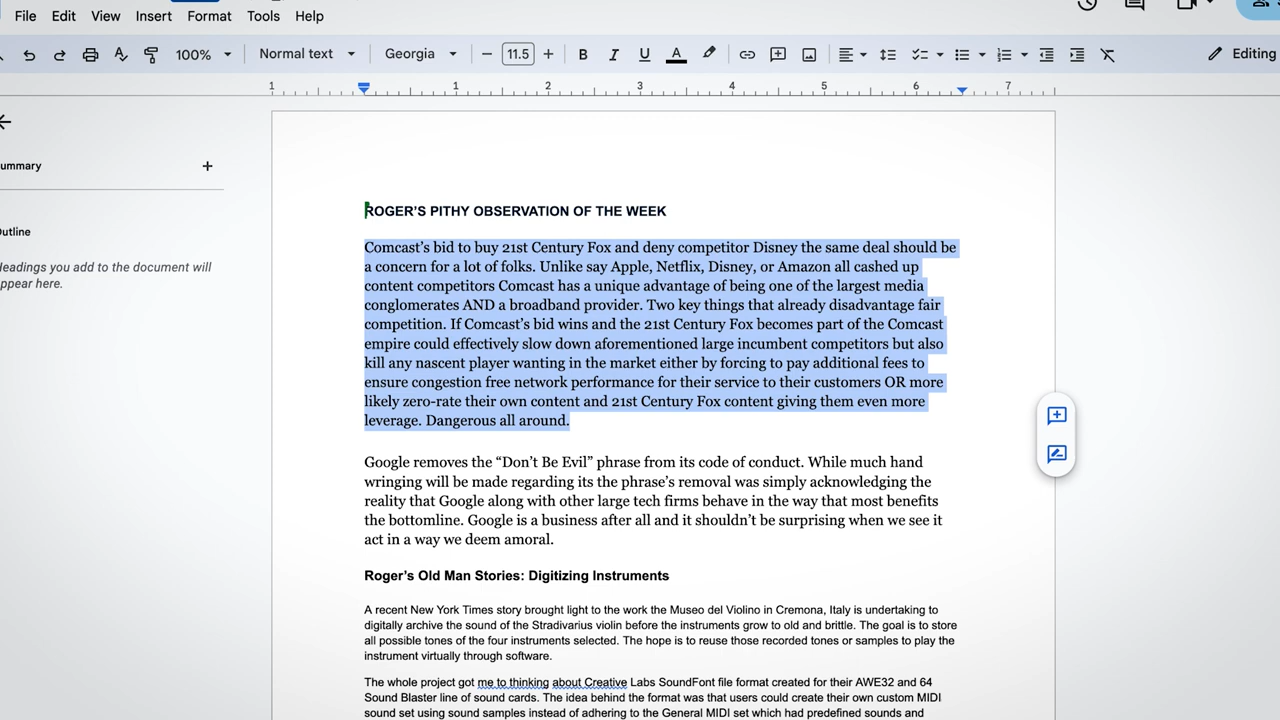 File Edit View Insert Format Tools Help
100% Normal text Georgia 11.5 B I U A Editing
1 1 2 3 4 5 6 7
ummary
utline
eadings you add to the document will
ppear here.
ROGER’S PITHY OBSERVATION OF THE WEEK
Comcast’s bid to buy 21st Century Fox and deny competitor Disney the same deal should be
a concern for a lot of folks. Unlike say Apple, Netflix, Disney, or Amazon all cashed up
content competitors Comcast has a unique advantage of being one of the largest media
conglomerates AND a broadband provider. Two key things that already disadvantage fair
competition. If Comcast’s bid wins and the 21st Century Fox becomes part of the Comcast
empire could effectively slow down aforementioned large incumbent competitors but also
kill any nascent player wanting in the market either by forcing to pay additional fees to
ensure congestion free network performance for their service to their customers OR more
likely zero-rate their own content and 21st Century Fox content giving them even more
leverage. Dangerous all around.
Google removes the “Don’t Be Evil” phrase from its code of conduct. While much hand
wringing will be made regarding its the phrase’s removal was simply acknowledging the
reality that Google along with other large tech firms behave in the way that most benefits
the bottomline. Google is a business after all and it shouldn’t be surprising when we see it
act in a way we deem amoral.
Roger’s Old Man Stories: Digitizing Instruments
A recent New York Times story brought light to the work the Museo del Violino in Cremona, Italy is undertaking to
digitally archive the sound of the Stradivarius violin before the instruments grow to old and brittle. The goal is to store
all possible tones of the four instruments selected. The hope is to reuse those recorded tones or samples to play the
instrument virtually through software.
The whole project got me to thinking about Creative Labs SoundFont file format created for their AWE32 and 64
Sound Blaster line of sound cards. The idea behind the format was that users could create their own custom MIDI
sound set using sound samples instead of adhering to the General MIDI set which had predefined sounds and